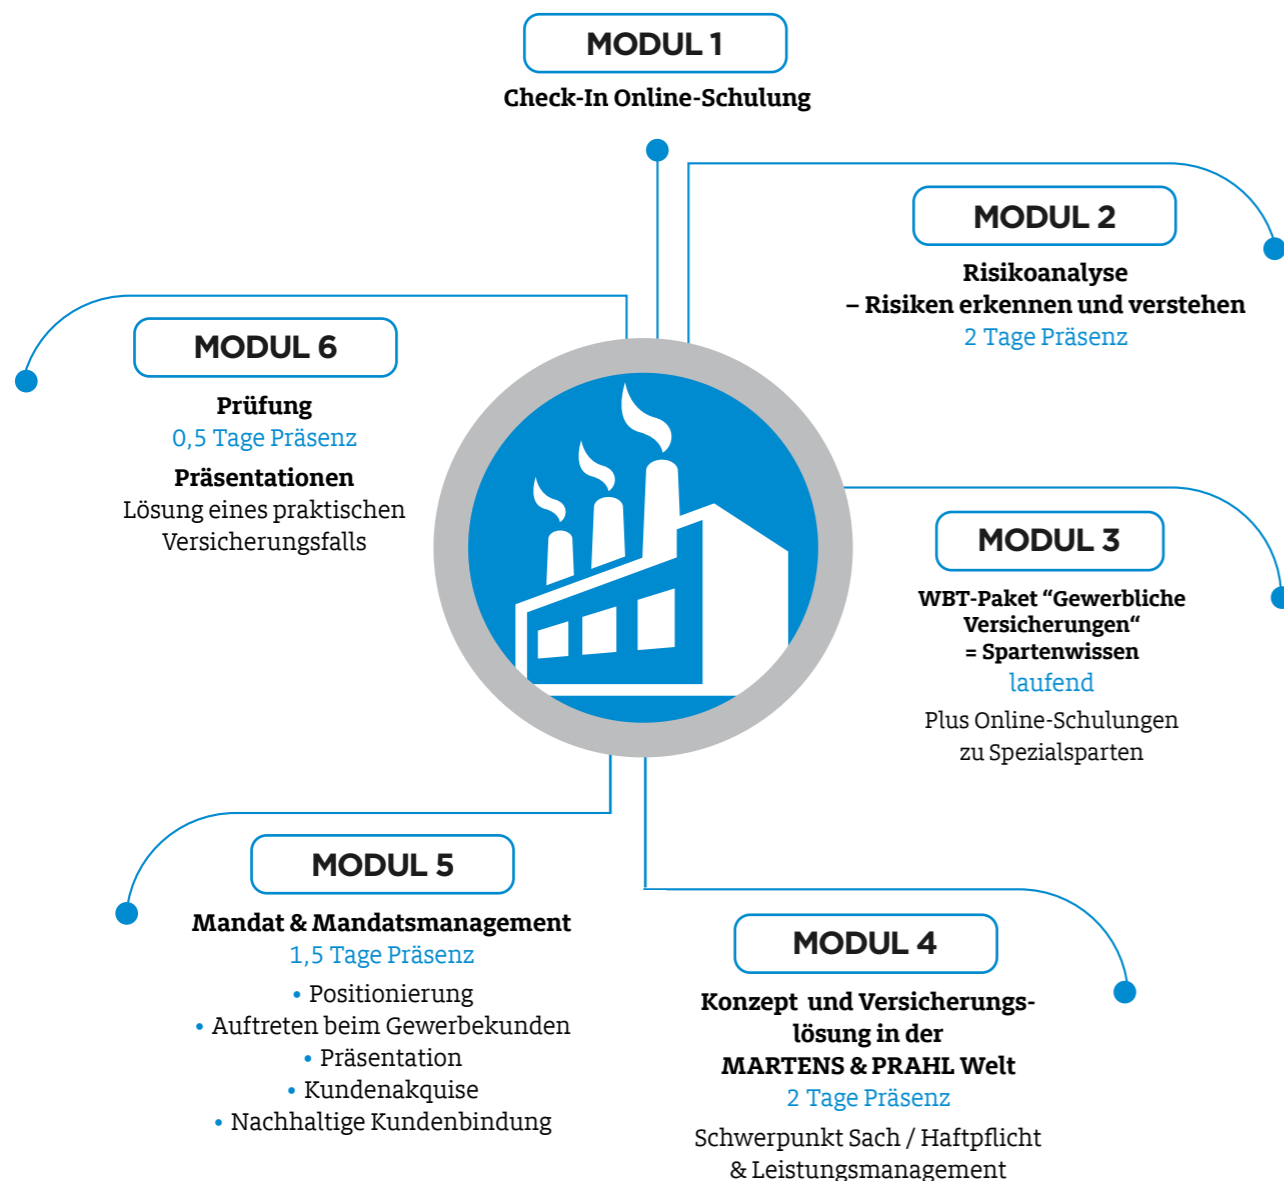 MODUL 1
Check-In Online-Schulung
MODUL 2
Risikoanalyse
– Risiken erkennen und verstehen
2 Tage Präsenz
MODUL 3
WBT-Paket “Gewerbliche
Versicherungen“
= Spartenwissen
laufend
Plus Online-Schulungen
zu Spezialsparten
MODUL 4
Konzept und Versicherungs-
lösung in der
MARTENS & PRAHL Welt
2 Tage Präsenz
Schwerpunkt Sach / Haftpflicht
& Leistungsmanagement
MODUL 5
Mandat & Mandatsmanagement
1,5 Tage Präsenz
• Positionierung
• Auftreten beim Gewerbekunden
• Präsentation
• Kundenakquise
• Nachhaltige Kundenbindung
MODUL 6
Prüfung
0,5 Tage Präsenz
Präsentationen
Lösung eines praktischen
Versicherungsfalls